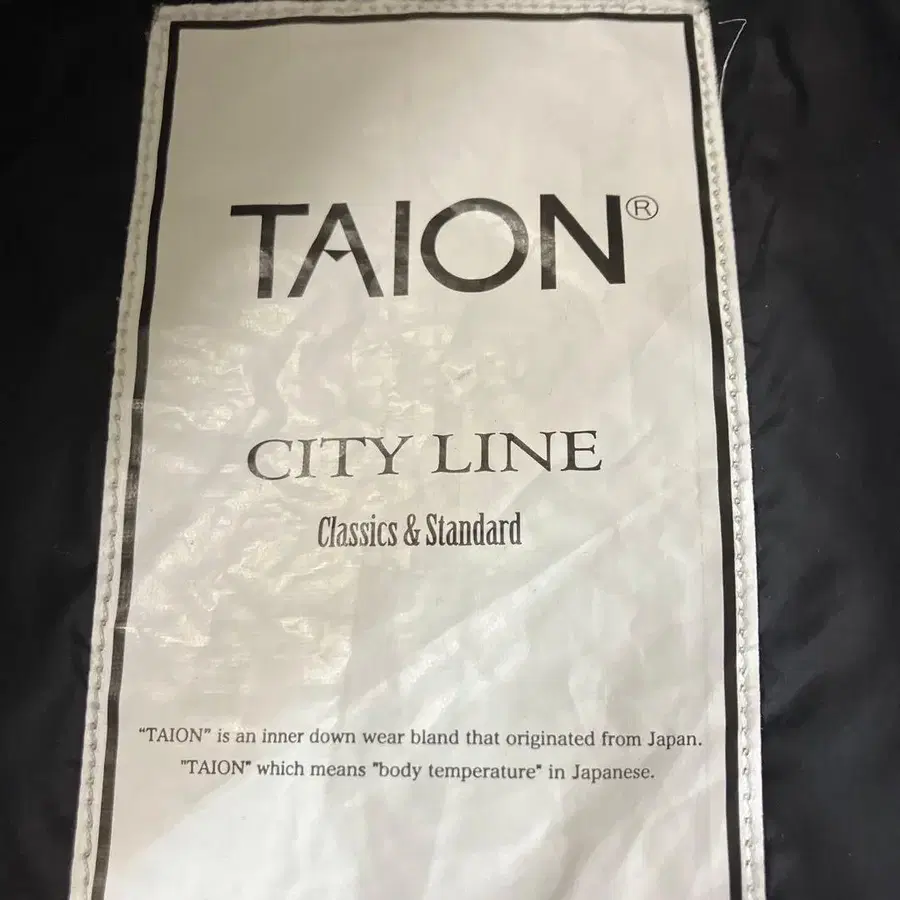 TAION®
CITY LINE
Classics & Standard
“TAION” is an inner down wear bland that originated from Japan.
"TAION" which means "body temperature" in Japanese.